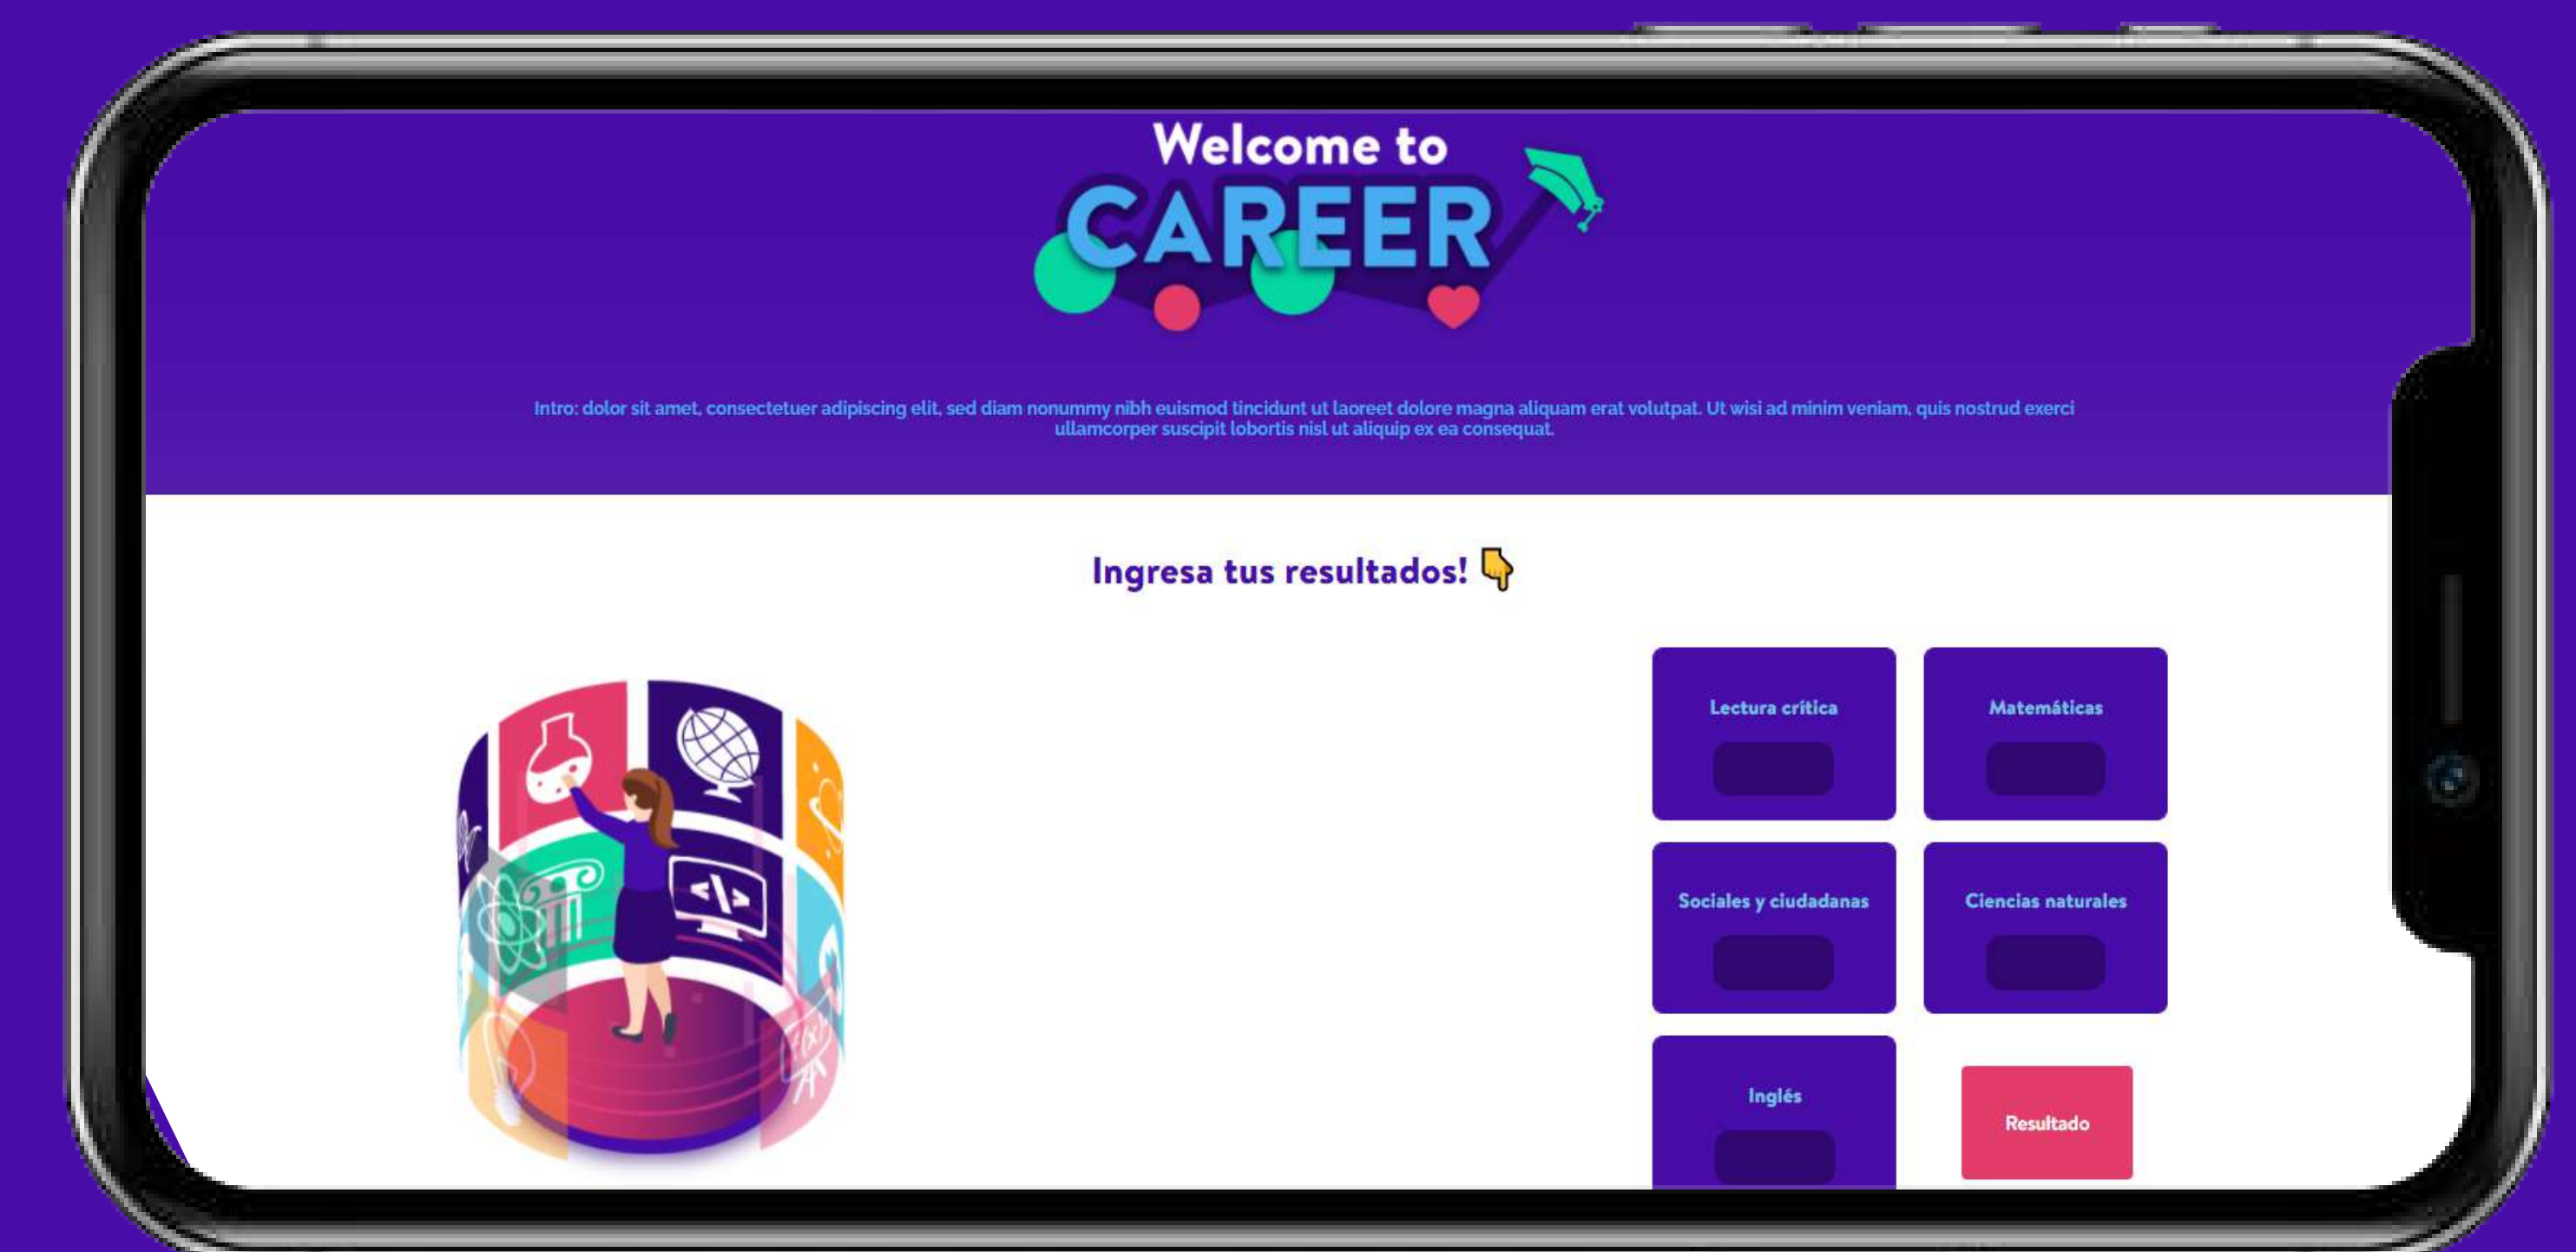 Welcome to
CAREER
Intro: dolor sit amet, consectetuer adipiscing elit, sed diam nonummy nibh euismod tincidunt ut laoreet dolore magna aliquam erat volutpat. Ut wisi ad minim veniam, quis nostrud exerci
ullamcorper suscipit lobortis nisl ut aliquip ex ea consequat.
Ingresa tus resultados! 👇
</>
f(x)
Lectura crítica
Matemáticas
Sociales y ciudadanas
Ciencias naturales
Inglés
Resultado